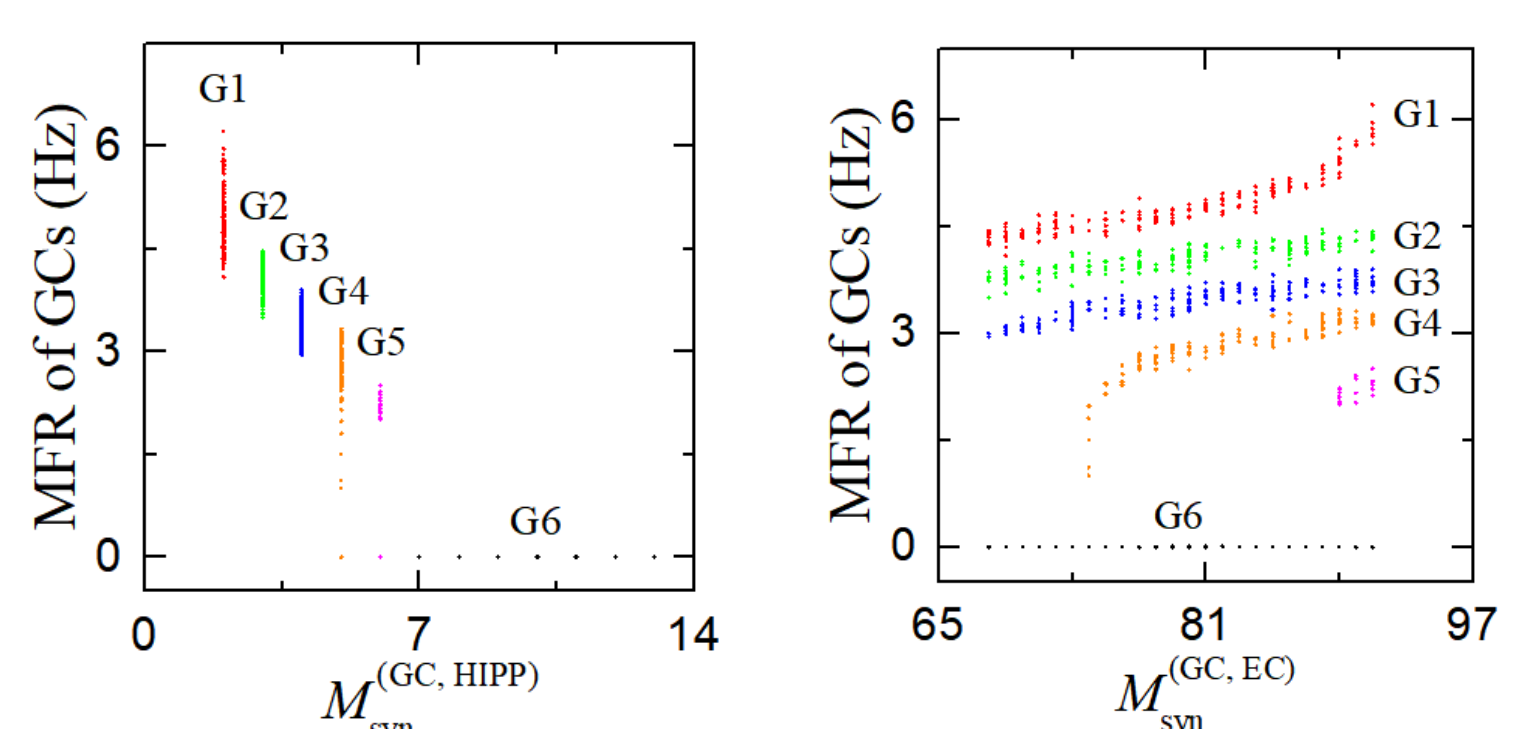 MFR of GCs (Hz)
6
3
0
G1
G2
G3
G4
G5
G6
0 7 14
M syn (GC, HIPP)
MFR of GCs (Hz)
6
3
0
G1
G2
G3
G4
G5
G6
65 81 97
M syn (GC, EC)